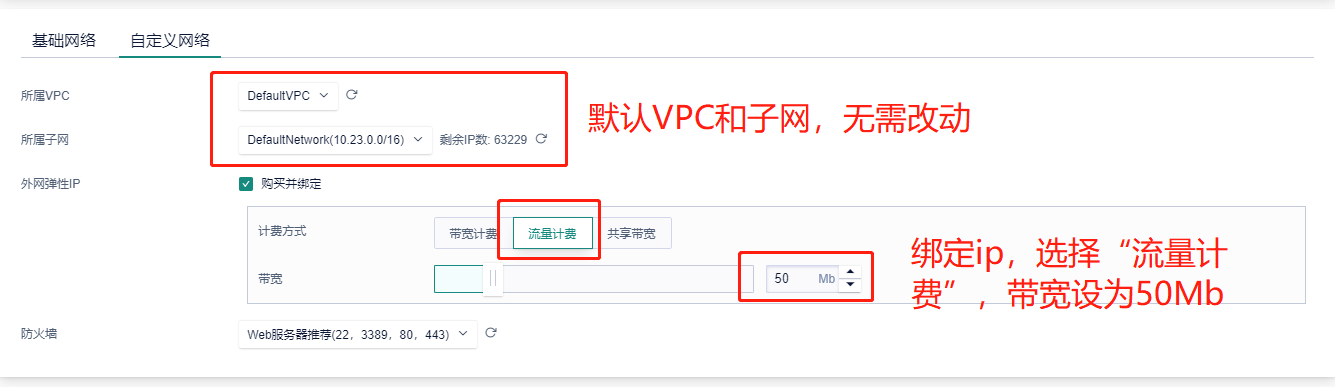 基础网络 自定义网络
所属VPC DefaultVPC
默认VPC和子网，无需改动
所属子网 DefaultNetwork(10.23.0.0/16) 剩余IP数: 63229
外网弹性IP 购买并绑定
计费方式 带宽计费 流量计费 共享带宽
带宽 50 Mb
绑定ip，选择“流量计
费”，带宽设为50Mb
防火墙 Web服务器推荐(22，3389，80，443)